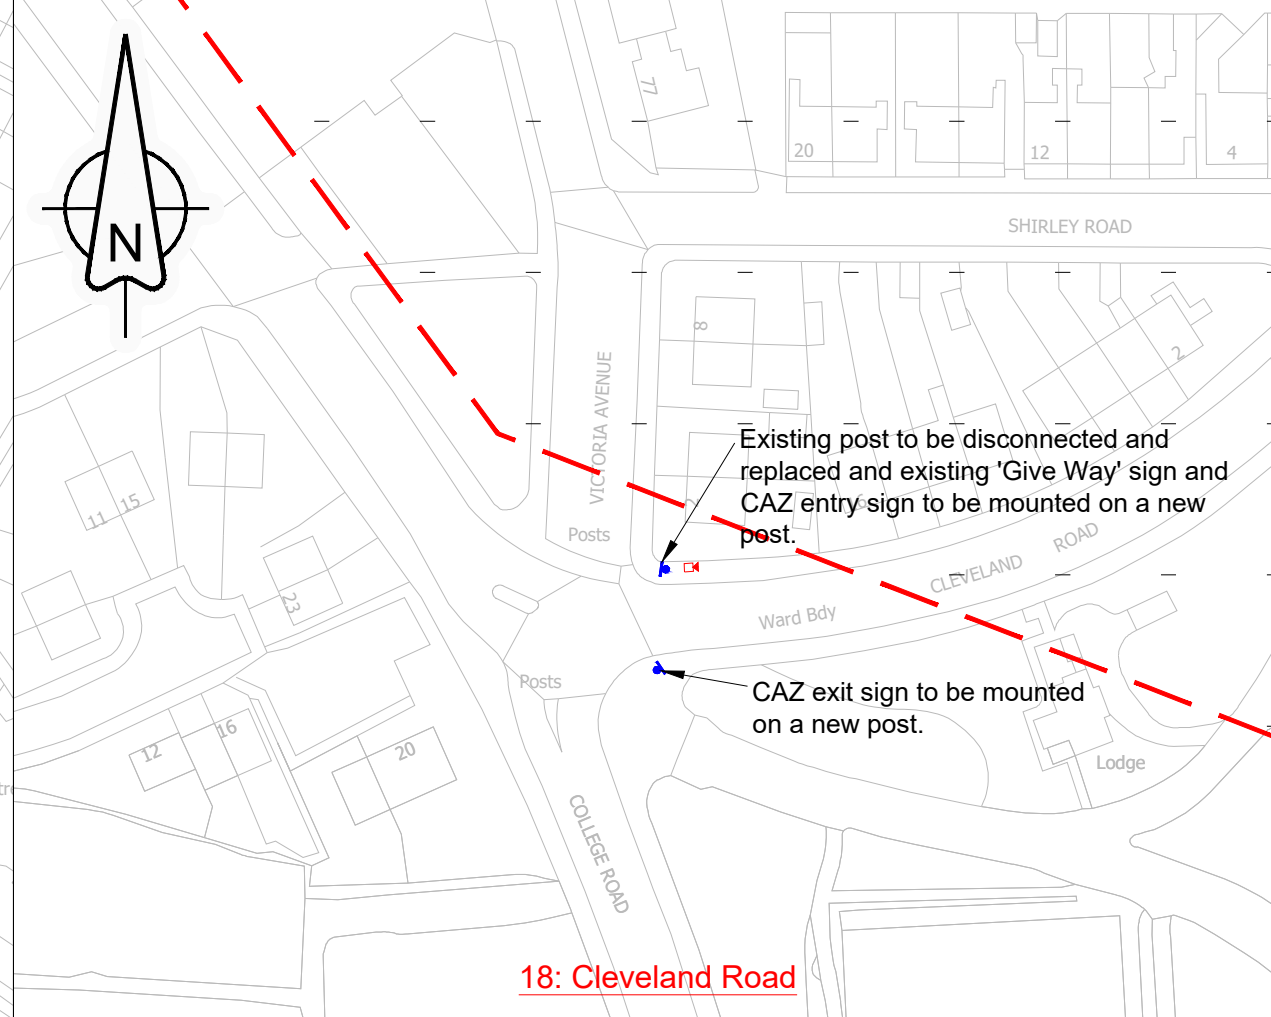 77
20
12
4
N
SHIRLEY ROAD
8
2
VICTORIA AVENUE
Existing post to be disconnected and
replaced and existing 'Give Way' sign and
CAZ entry sign to be mounted on a new
post.
11
15
Posts
CLEVELAND ROAD
23
Ward Bdy
Posts
CAZ exit sign to be mounted
on a new post.
12
16
20
Lodge
COLLEGE ROAD
18: Cleveland Road